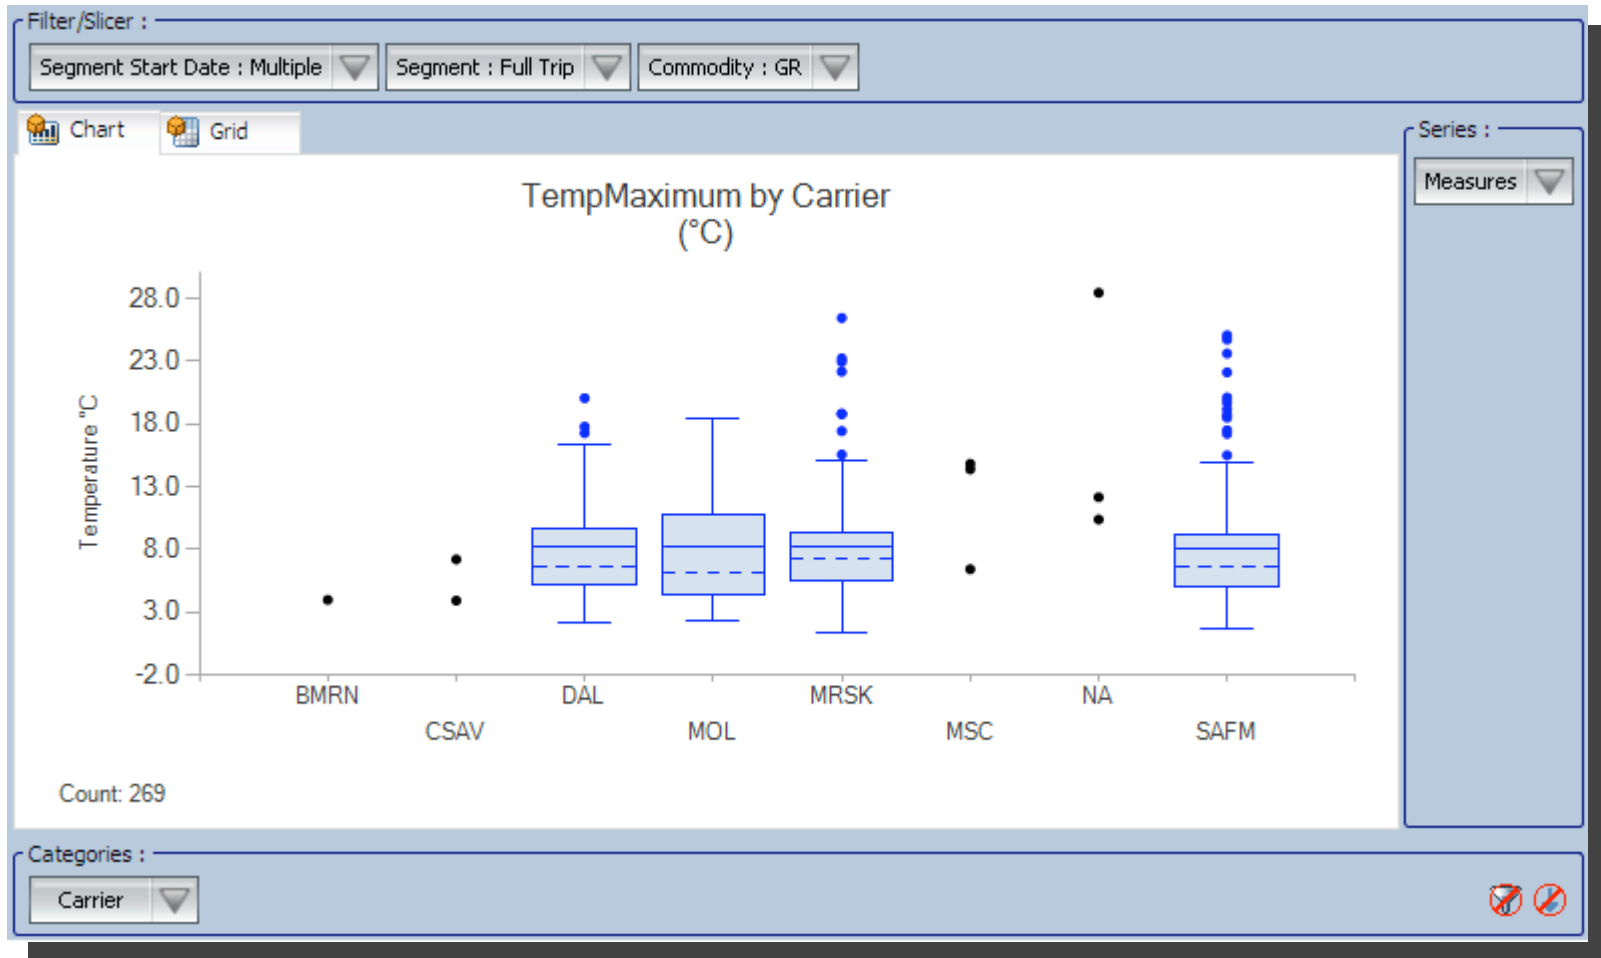 Filter/Slicer :
Segment Start Date : Multiple
Segment : Full Trip
Commodity : GR
Chart
Grid
Series :
Measures
TempMaximum by Carrier
(°C)
Temperature °C
28.0
23.0
18.0
13.0
8.0
3.0
-2.0
BMRN
CSAV
DAL
MOL
MRSK
MSC
NA
SAFM
Count: 269
Categories :
Carrier